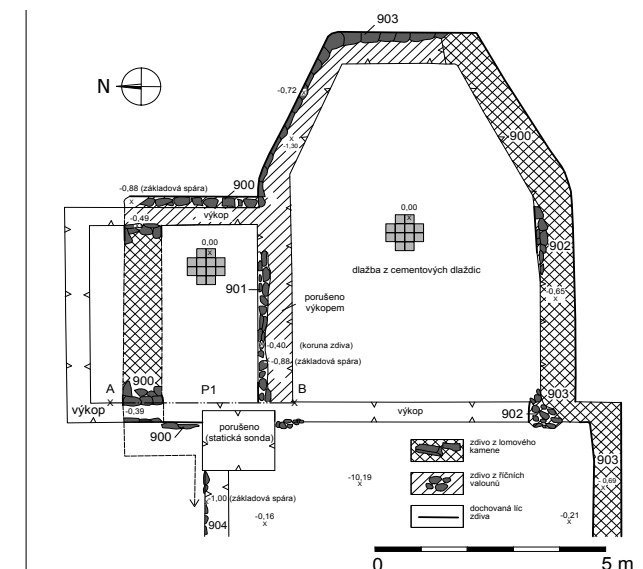 903
N
-0,72
x
x
-1,30
900
-0,88 (základová spára)
x
900
výkop
-0,49
0,00
x
0,00
x
902
dlažba z cementových dlaždic
901
porušeno
výkopem
-0,65
x
-0,40 (koruna zdiva)
-0,88 (základová spára)
900
A
P1
B
903
výkop
-0,39
výkop
902
900
porušeno
(statická sonda)
zdivo z lomového
kamene
903
zdivo z říčních
valounů
-10,19
x
-0,69
x
-1,00 (základová spára)
dochovaná líc
zdiva
904
-0,16
x
-0,21
x
0
5 m